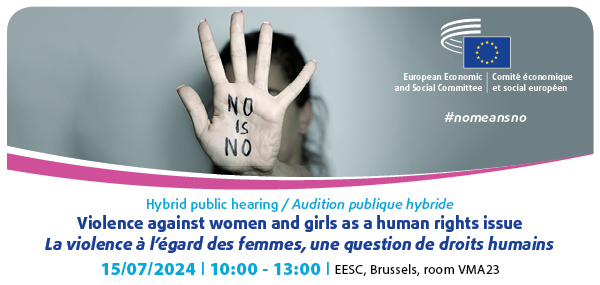 NO
IS
NO
European Economic
and Social Committee
Comité économique
et social européen
#nomeansno
Hybrid public hearing / Audition publique hybride
Violence against women and girls as a human rights issue
La violence à l'égard des femmes, une question de droits humains
15/07/2024 | 10:00 - 13:00 | EESC, Brussels, room VMA23